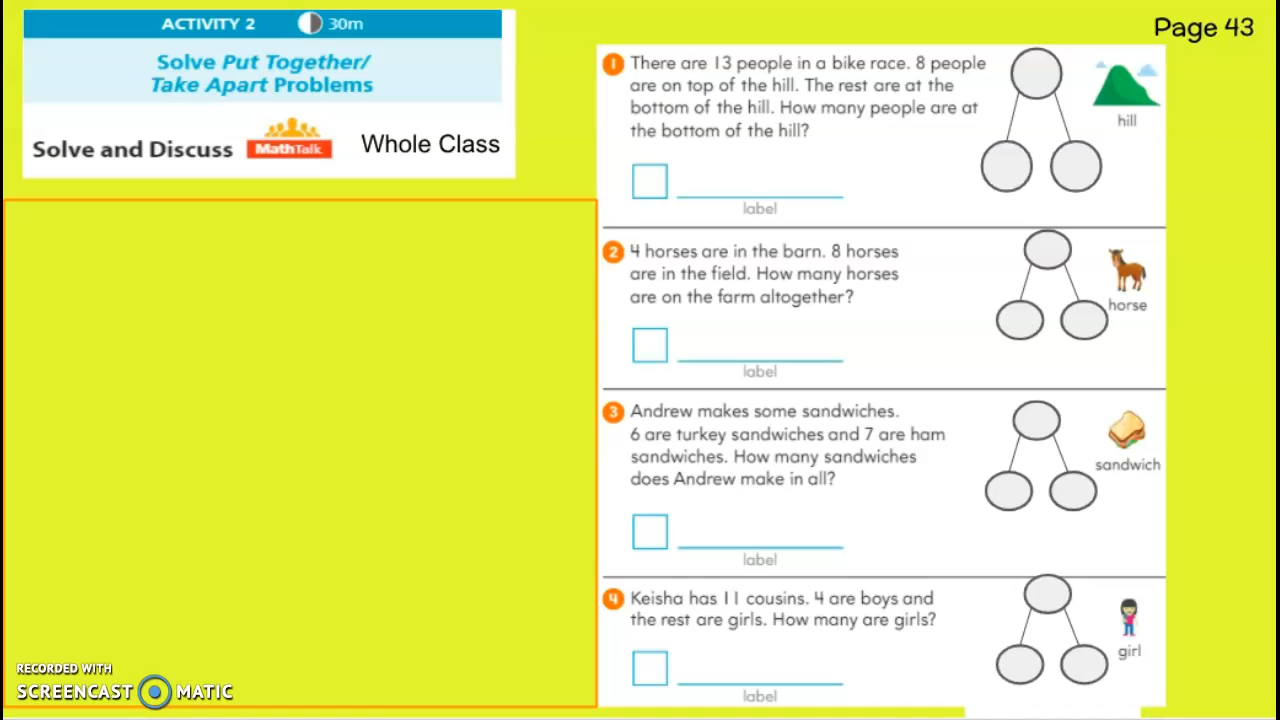 ACTIVITY 2 30m
Solve Put Together/
Take Apart Problems
Solve and Discuss MathTalk Whole Class
Page 43
1 There are 13 people in a bike race. 8 people
are on top of the hill. The rest are at the
bottom of the hill. How many people are at
the bottom of the hill?
hill
label
2 4 horses are in the barn. 8 horses
are in the field. How many horses
are on the farm altogether?
horse
label
3 Andrew makes some sandwiches.
6 are turkey sandwiches and 7 are ham
sandwiches. How many sandwiches
does Andrew make in all?
sandwich
label
4 Keisha has 11 cousins. 4 are boys and
the rest are girls. How many are girls?
girl
label
RECORDED WITH
SCREENCAST MATIC